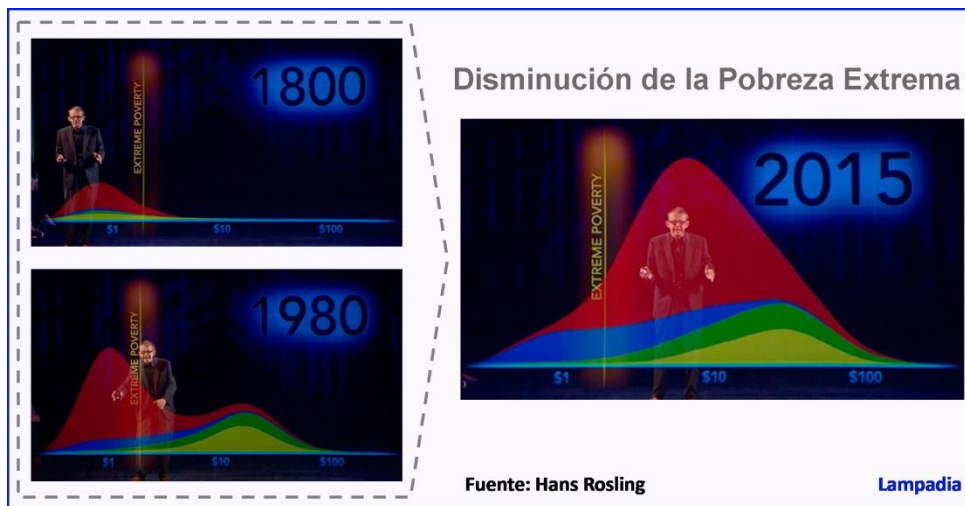 1800
EXTREME POVERTY
$1 $10 $100
1980
EXTREME POVERTY
$1 $10 $100
Disminución de la Pobreza Extrema
2015
EXTREME POVERTY
$1 $10 $100
Fuente: Hans Rosling
Lampadia